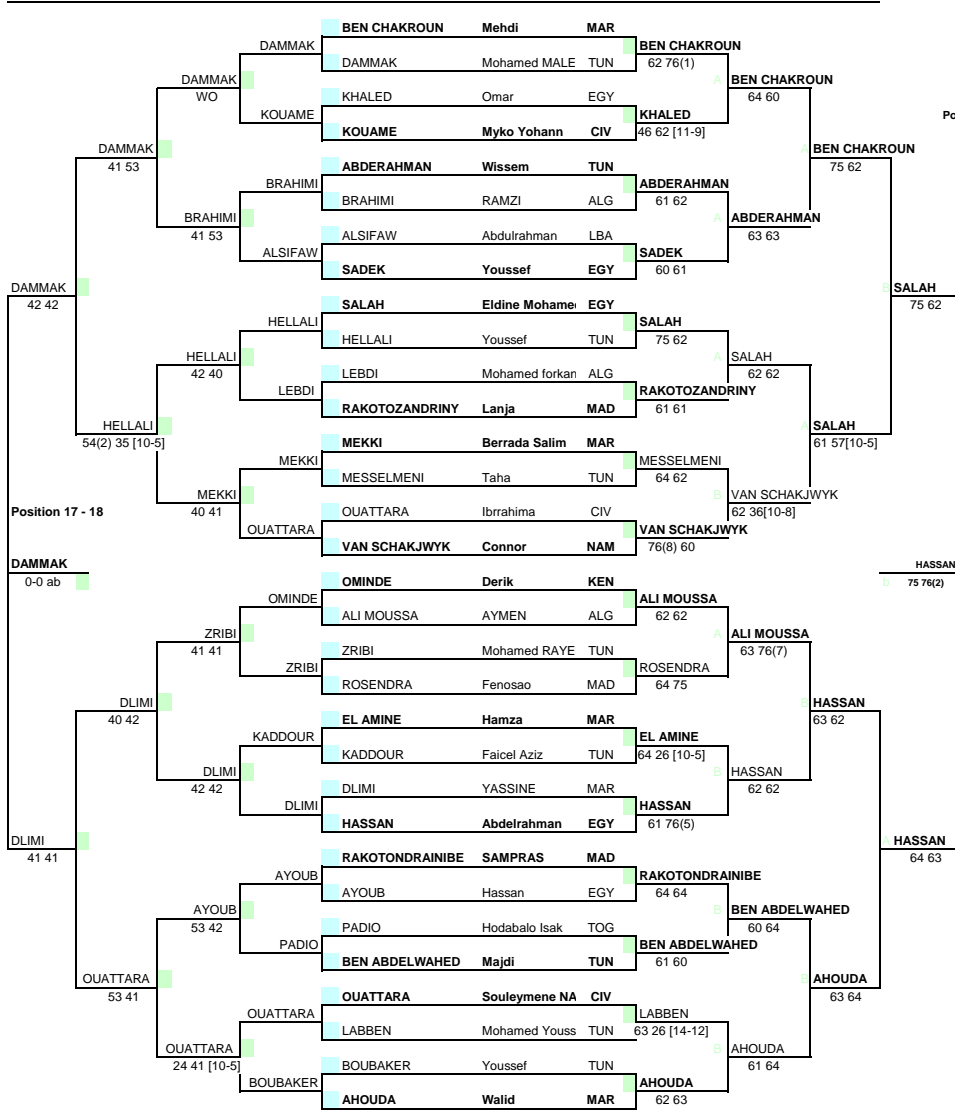 BEN CHAKROUN Mehdi MAR
DAMMAK BEN CHAKROUN
DAMMAK Mohamed MALE TUN 62 76(1)
DAMMAK A BEN CHAKROUN
WO KHALED Omar EGY 64 60
KOUAME KHALED
KOUAME Myko Yohann CIV 46 62 [11-9] Po
DAMMAK A BEN CHAKROUN
41 53 ABDERAHMAN Wissem TUN 75 62
BRAHIMI ABDERAHMAN
BRAHIMI RAMZI ALG 61 62
BRAHIMI A ABDERAHMAN
41 53 ALSIFAW Abdulrahman LBA 63 63
ALSIFAW SADEK
SADEK Youssef EGY 60 61
DAMMAK B SALAH
42 42 SALAH Eldine Mohame EGY 75 62
HELLALI SALAH
HELLALI Youssef TUN 75 62
HELLALI A SALAH
42 40 LEBDI Mohamed forkan ALG 62 62
LEBDI RAKOTOZANDRINY
RAKOTOZANDRINY Lanja MAD 61 61
HELLALI A SALAH
54(2) 35 [10-5] MEKKI Berrada Salim MAR 61 57[10-5]
MEKKI MESSELMENI
MESSELMENI Taha TUN 64 62
MEKKI B VAN SCHAKJWYK
40 41 OUATTARA Ibrrahima CIV 62 36[10-8]
Position 17 - 18
OUATTARA VAN SCHAKJWYK
VAN SCHAKJWYK Connor NAM 76(8) 60
DAMMAK HASSAN
0-0 ab OMINDE Derik KEN b 75 76(2)
OMINDE ALI MOUSSA
ALI MOUSSA AYMEN ALG 62 62
ZRIBI A ALI MOUSSA
41 41 ZRIBI Mohamed RAYE TUN 63 76(7)
ZRIBI ROSENDRA
ROSENDRA Fenosao MAD 64 75
DLIMI B HASSAN
40 42 EL AMINE Hamza MAR 63 62
KADDOUR EL AMINE
KADDOUR Faicel Aziz TUN 64 26 [10-5]
DLIMI B HASSAN
42 42 DLIMI YASSINE MAR 62 62
DLIMI HASSAN
HASSAN Abdelrahman EGY 61 76(5)
DLIMI A HASSAN
41 41 RAKOTONDRAINIBE SAMPRAS MAD 64 63
AYOUB RAKOTONDRAINIBE
AYOUB Hassan EGY 64 64
AYOUB B BEN ABDELWAHED
53 42 PADIO Hodabalo Isak TOG 60 64
PADIO BEN ABDELWAHED
BEN ABDELWAHED Majdi TUN 61 60
OUATTARA B AHOUDA
53 41 OUATTARA Souleymene NA CIV 63 64
OUATTARA LABBEN
LABBEN Mohamed Youss TUN 63 26 [14-12]
OUATTARA B AHOUDA
24 41 [10-5] BOUBAKER Youssef TUN 61 64
BOUBAKER AHOUDA
AHOUDA Walid MAR 62 63